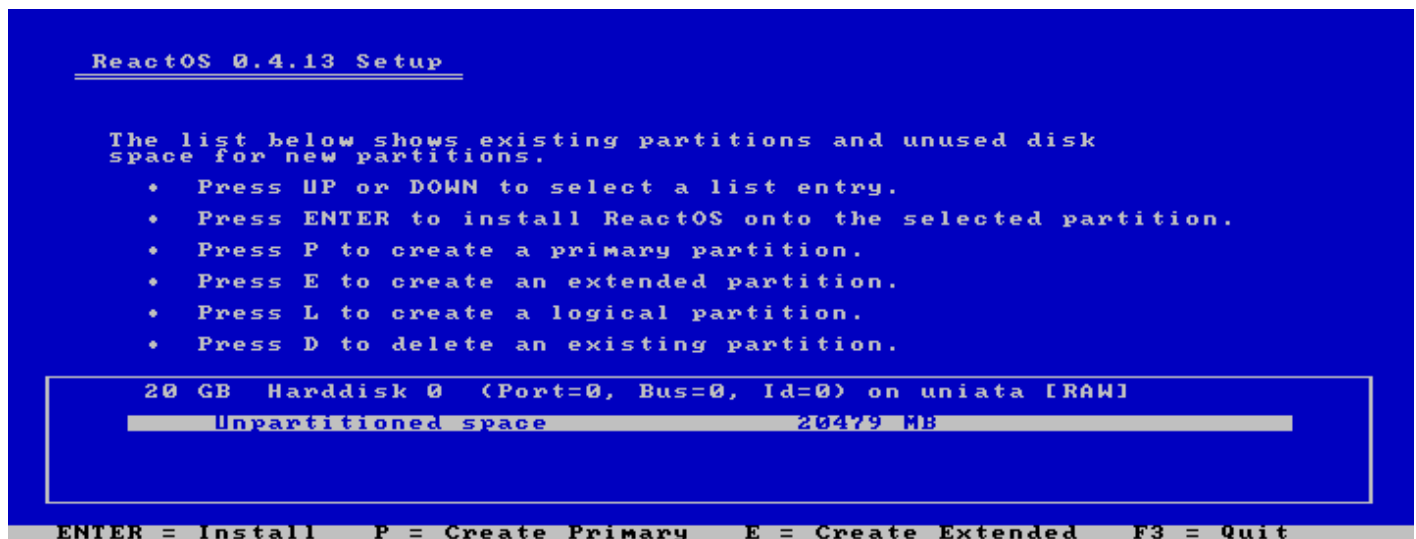 ReactOS 0.4.13 Setup
The list below shows existing partitions and unused disk
space for new partitions.
• Press UP or DOWN to select a list entry.
• Press ENTER to install ReactOS onto the selected partition.
• Press P to create a primary partition.
• Press E to create an extended partition.
• Press L to create a logical partition.
• Press D to delete an existing partition.
20 GB Harddisk 0 (Port=0, Bus=0, Id=0) on uniata [RAW]
Unpartitioned space 20479 MB
ENTER = Install P = Create Primary E = Create Extended F3 = Quit